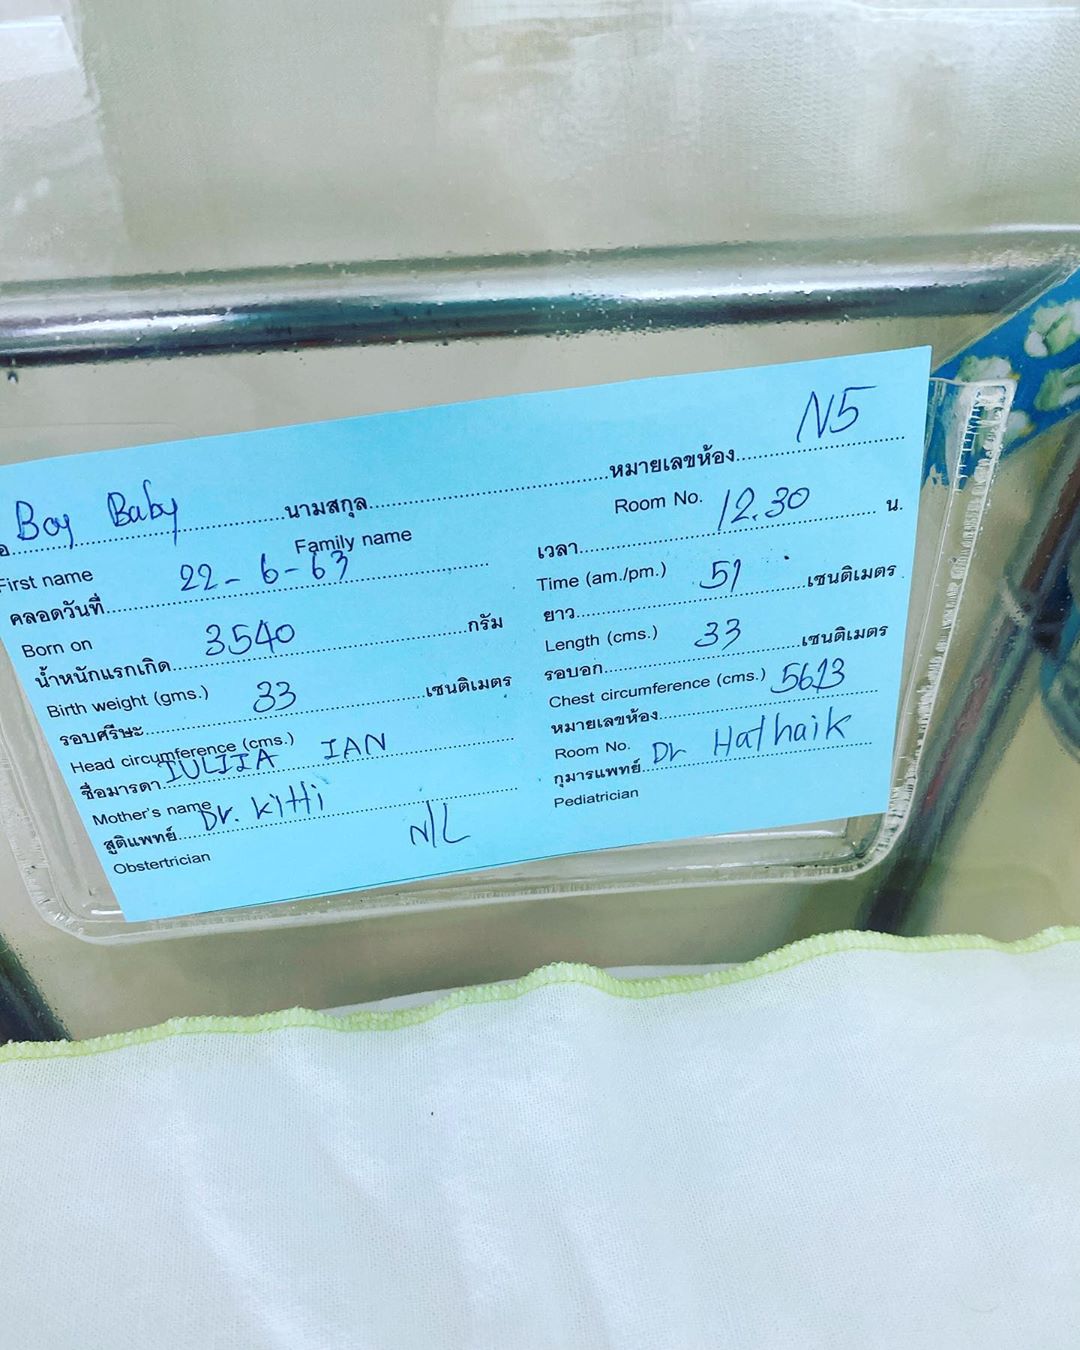 N5
Boy Baby นามสกุล หมายเลขห้อง
First name Family name Room No.
22-6-63 12.30
คลอดวันที่ เวลา น.
Born on Time (am./pm.)
3540 51
น้ำหนักแรกเกิด กรัม ยาว เซนติเมตร
Birth weight (gms.) Length (cms.)
33 33
รอบศรีษะ เซนติเมตร รอบอก เซนติเมตร
Head circumference (cms.) Chest circumference (cms.)
IULIIA IAN 5613
ชื่อมารดา หมายเลขห้อง
Mother's name Room No.
Dr. Kitti Dr Hathaik
สูติแพทย์ กุมารแพทย์
Obstertrician Pediatrician
N/L